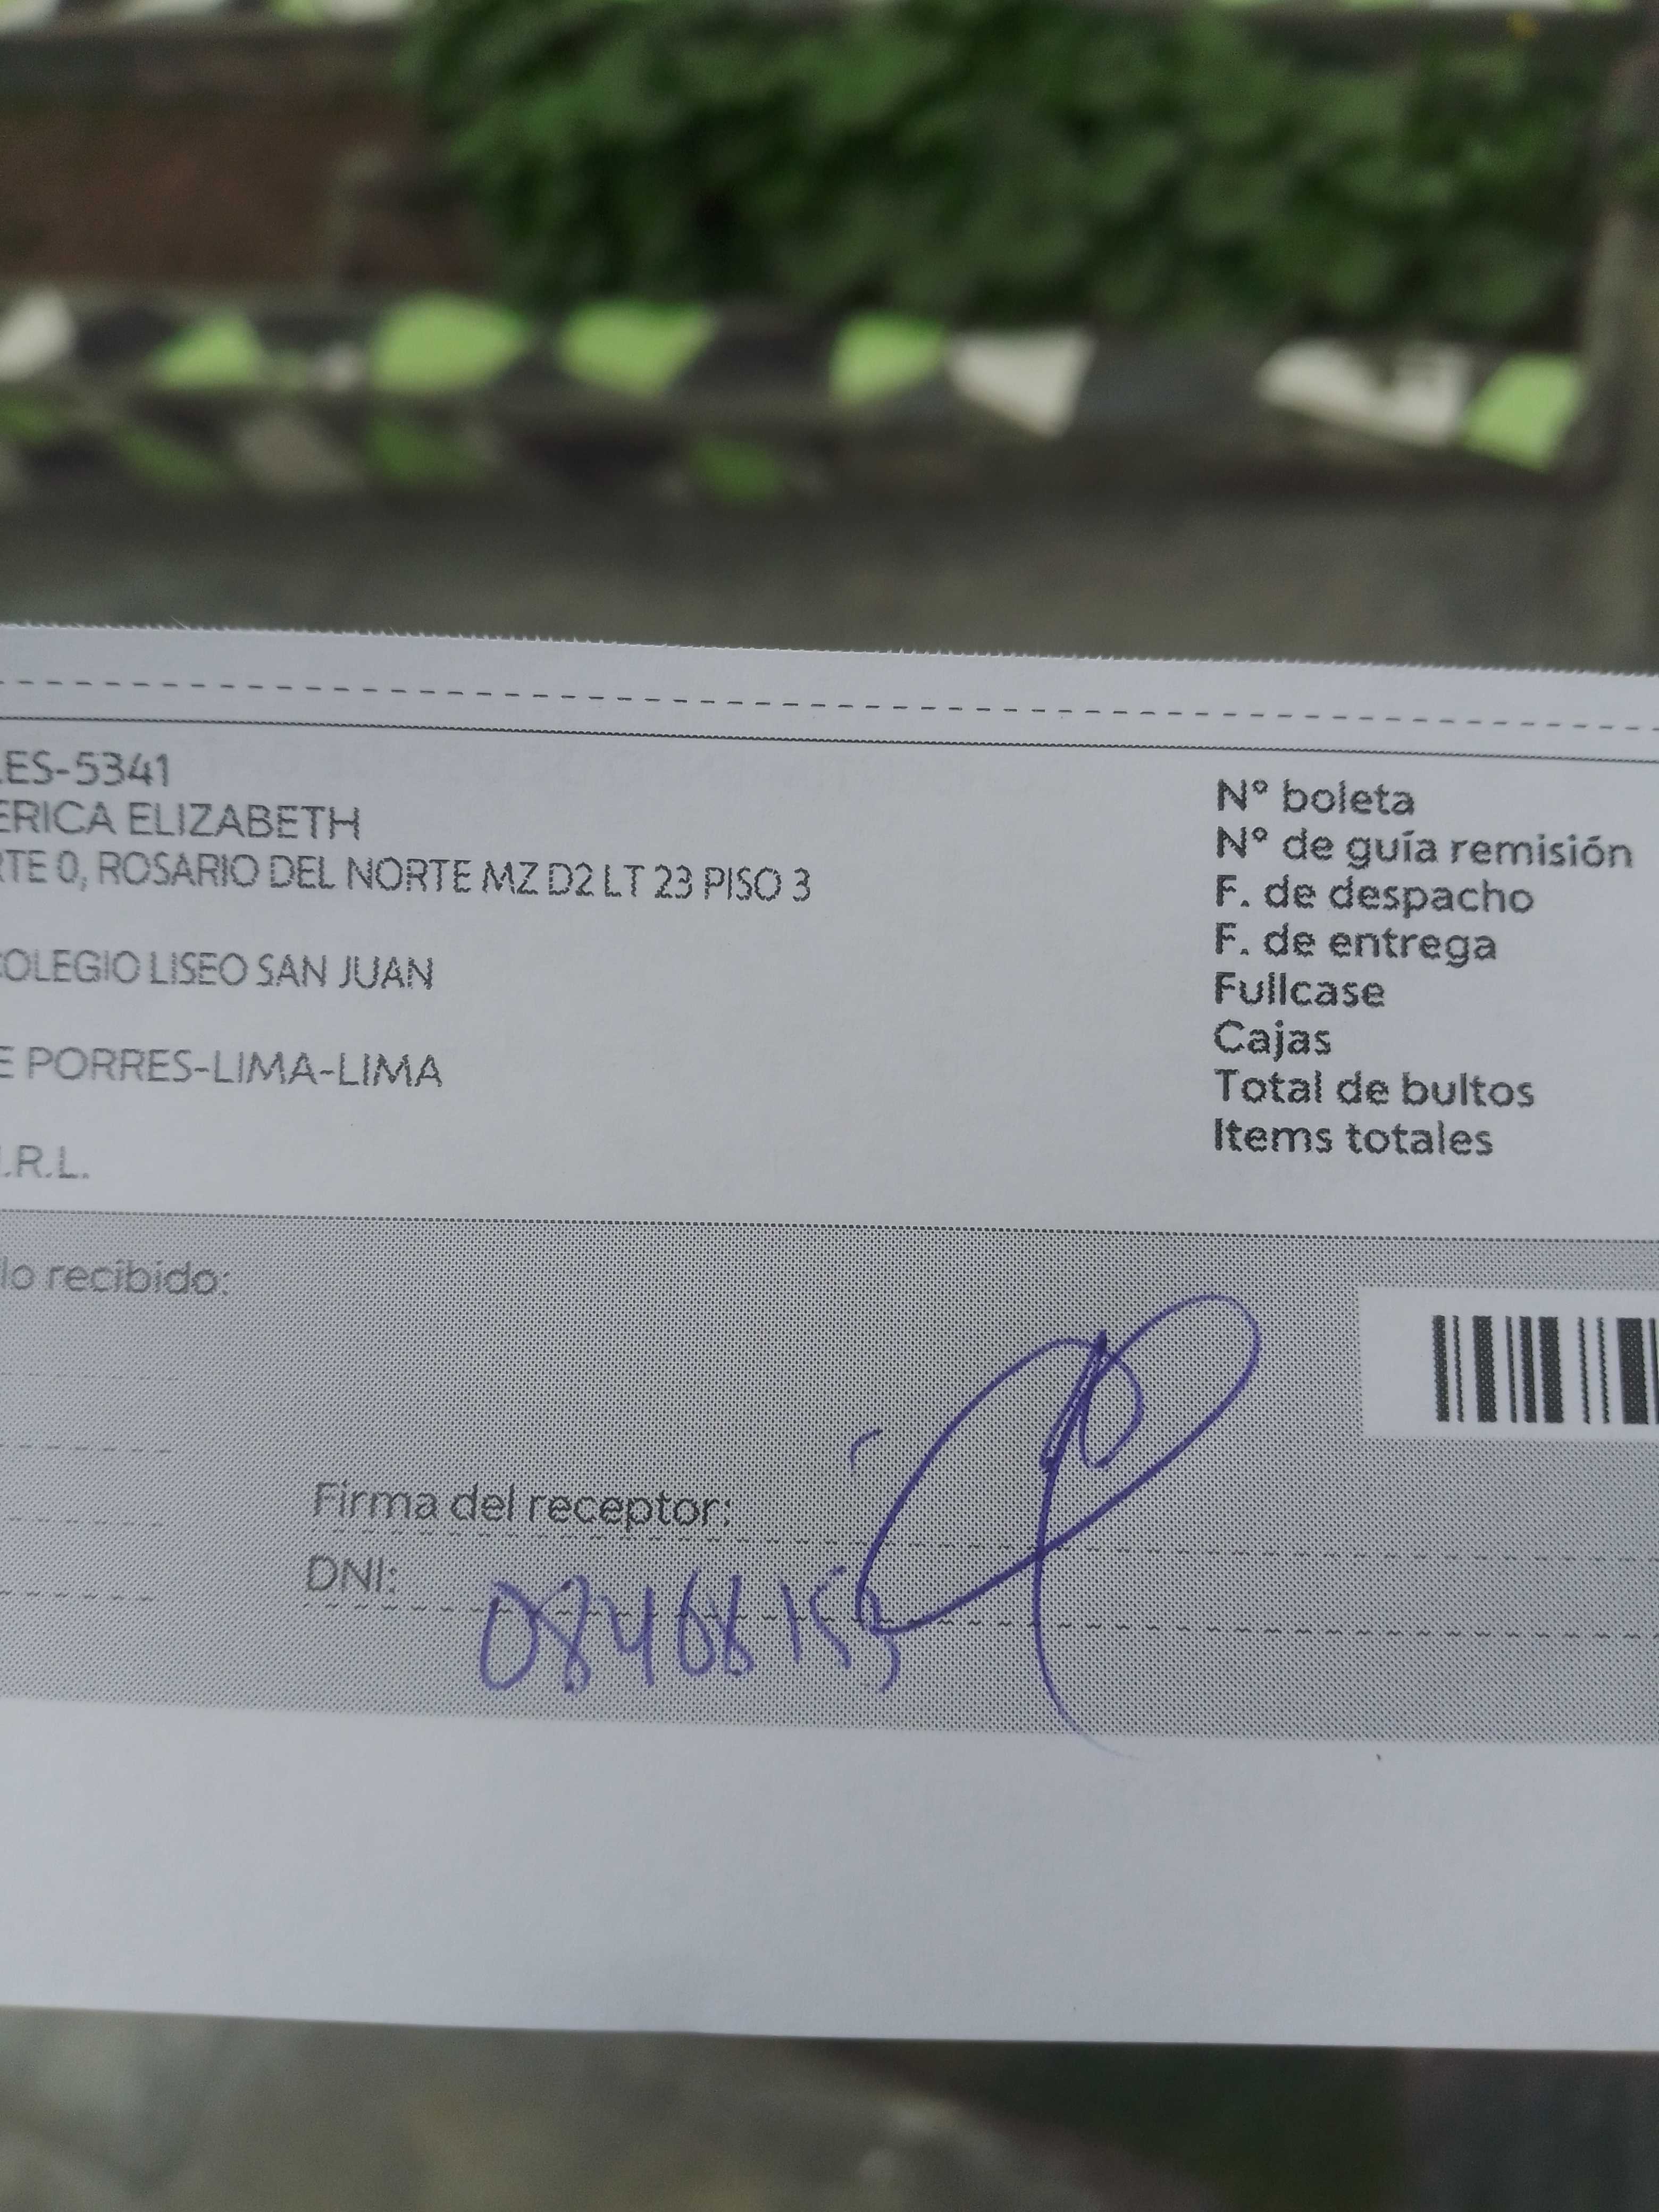 LES-5341
ERICA ELIZABETH
RTE 0, ROSARIO DEL NORTE MZ D2 LT 23 PISO 3
COLEGIO LISEO SAN JUAN
E PORRES-LIMA-LIMA
.R.L.
N° boleta
N° de guía remisión
F. de despacho
F. de entrega
Fullcase
Cajas
Total de bultos
Items totales
lo recibido:
Firma del receptor:
DNI: